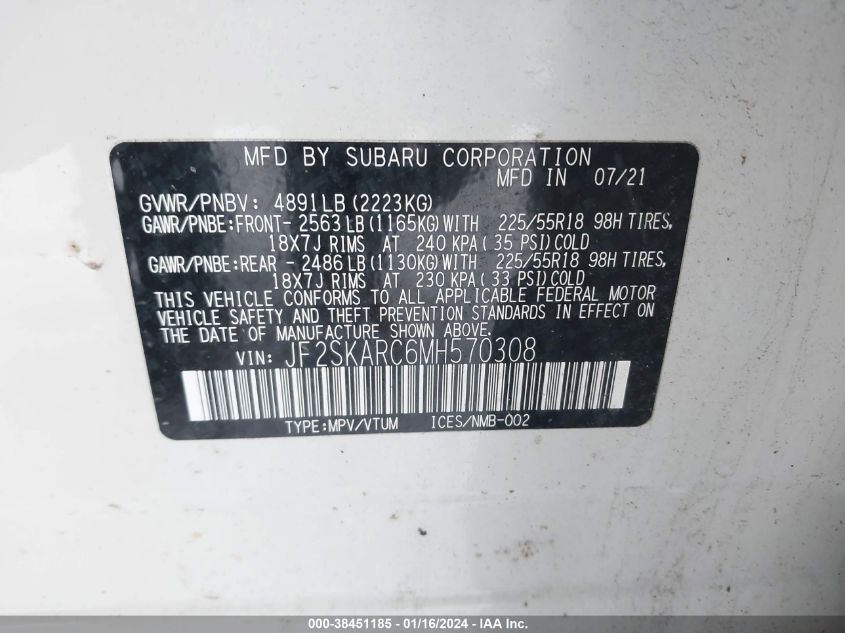 MFD BY SUBARU CORPORATION
MFD IN 07/21
GVWR/PNBV: 4891LB(2223KG)
GAWR/PNBE:FRONT- 2563LB(1165KG)WITH 225/55R18 98H TIRES,
18X7J RIMS AT 240 KPA( 35 PSI)COLD
GAWR/PNBE:REAR - 2486LB(1130KG)WITH 225/55R18 98H TIRES,
18X7J RIMS AT 230 KPA( 33 PSI)COLD
THIS VEHICLE CONFORMS TO ALL APPLICABLE FEDERAL MOTOR
VEHICLE SAFETY AND THEFT PREVENTION STANDARDS IN EFFECT ON
THE DATE OF MANUFACTURE SHOWN ABOVE.
VIN: JF2SKARC6MH570308
TYPE:MPV/VTUM ICES/NMB-002
000-38451185 - 01/16/2024 - IAA Inc.